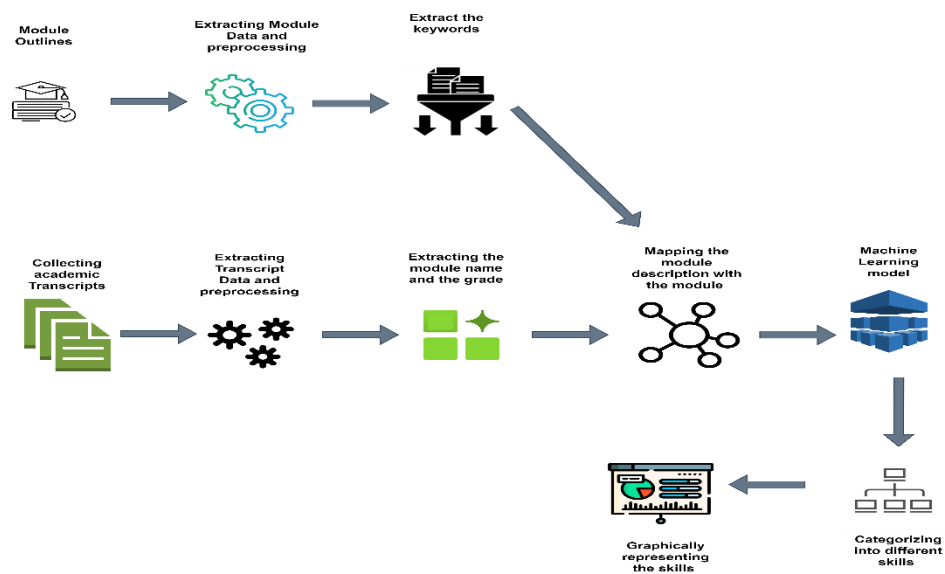 Module
Outlines
Extracting Module
Data and
preprocessing
Extract the
keywords
Collecting
academic
Transcripts
Extracting
Transcript
Data and
preprocessing
Extracting the
module name
and the grade
Mapping the
module
description with
the module
Machine
Learning
model
Graphically
representing
the skills
Categorizing
into different
skills